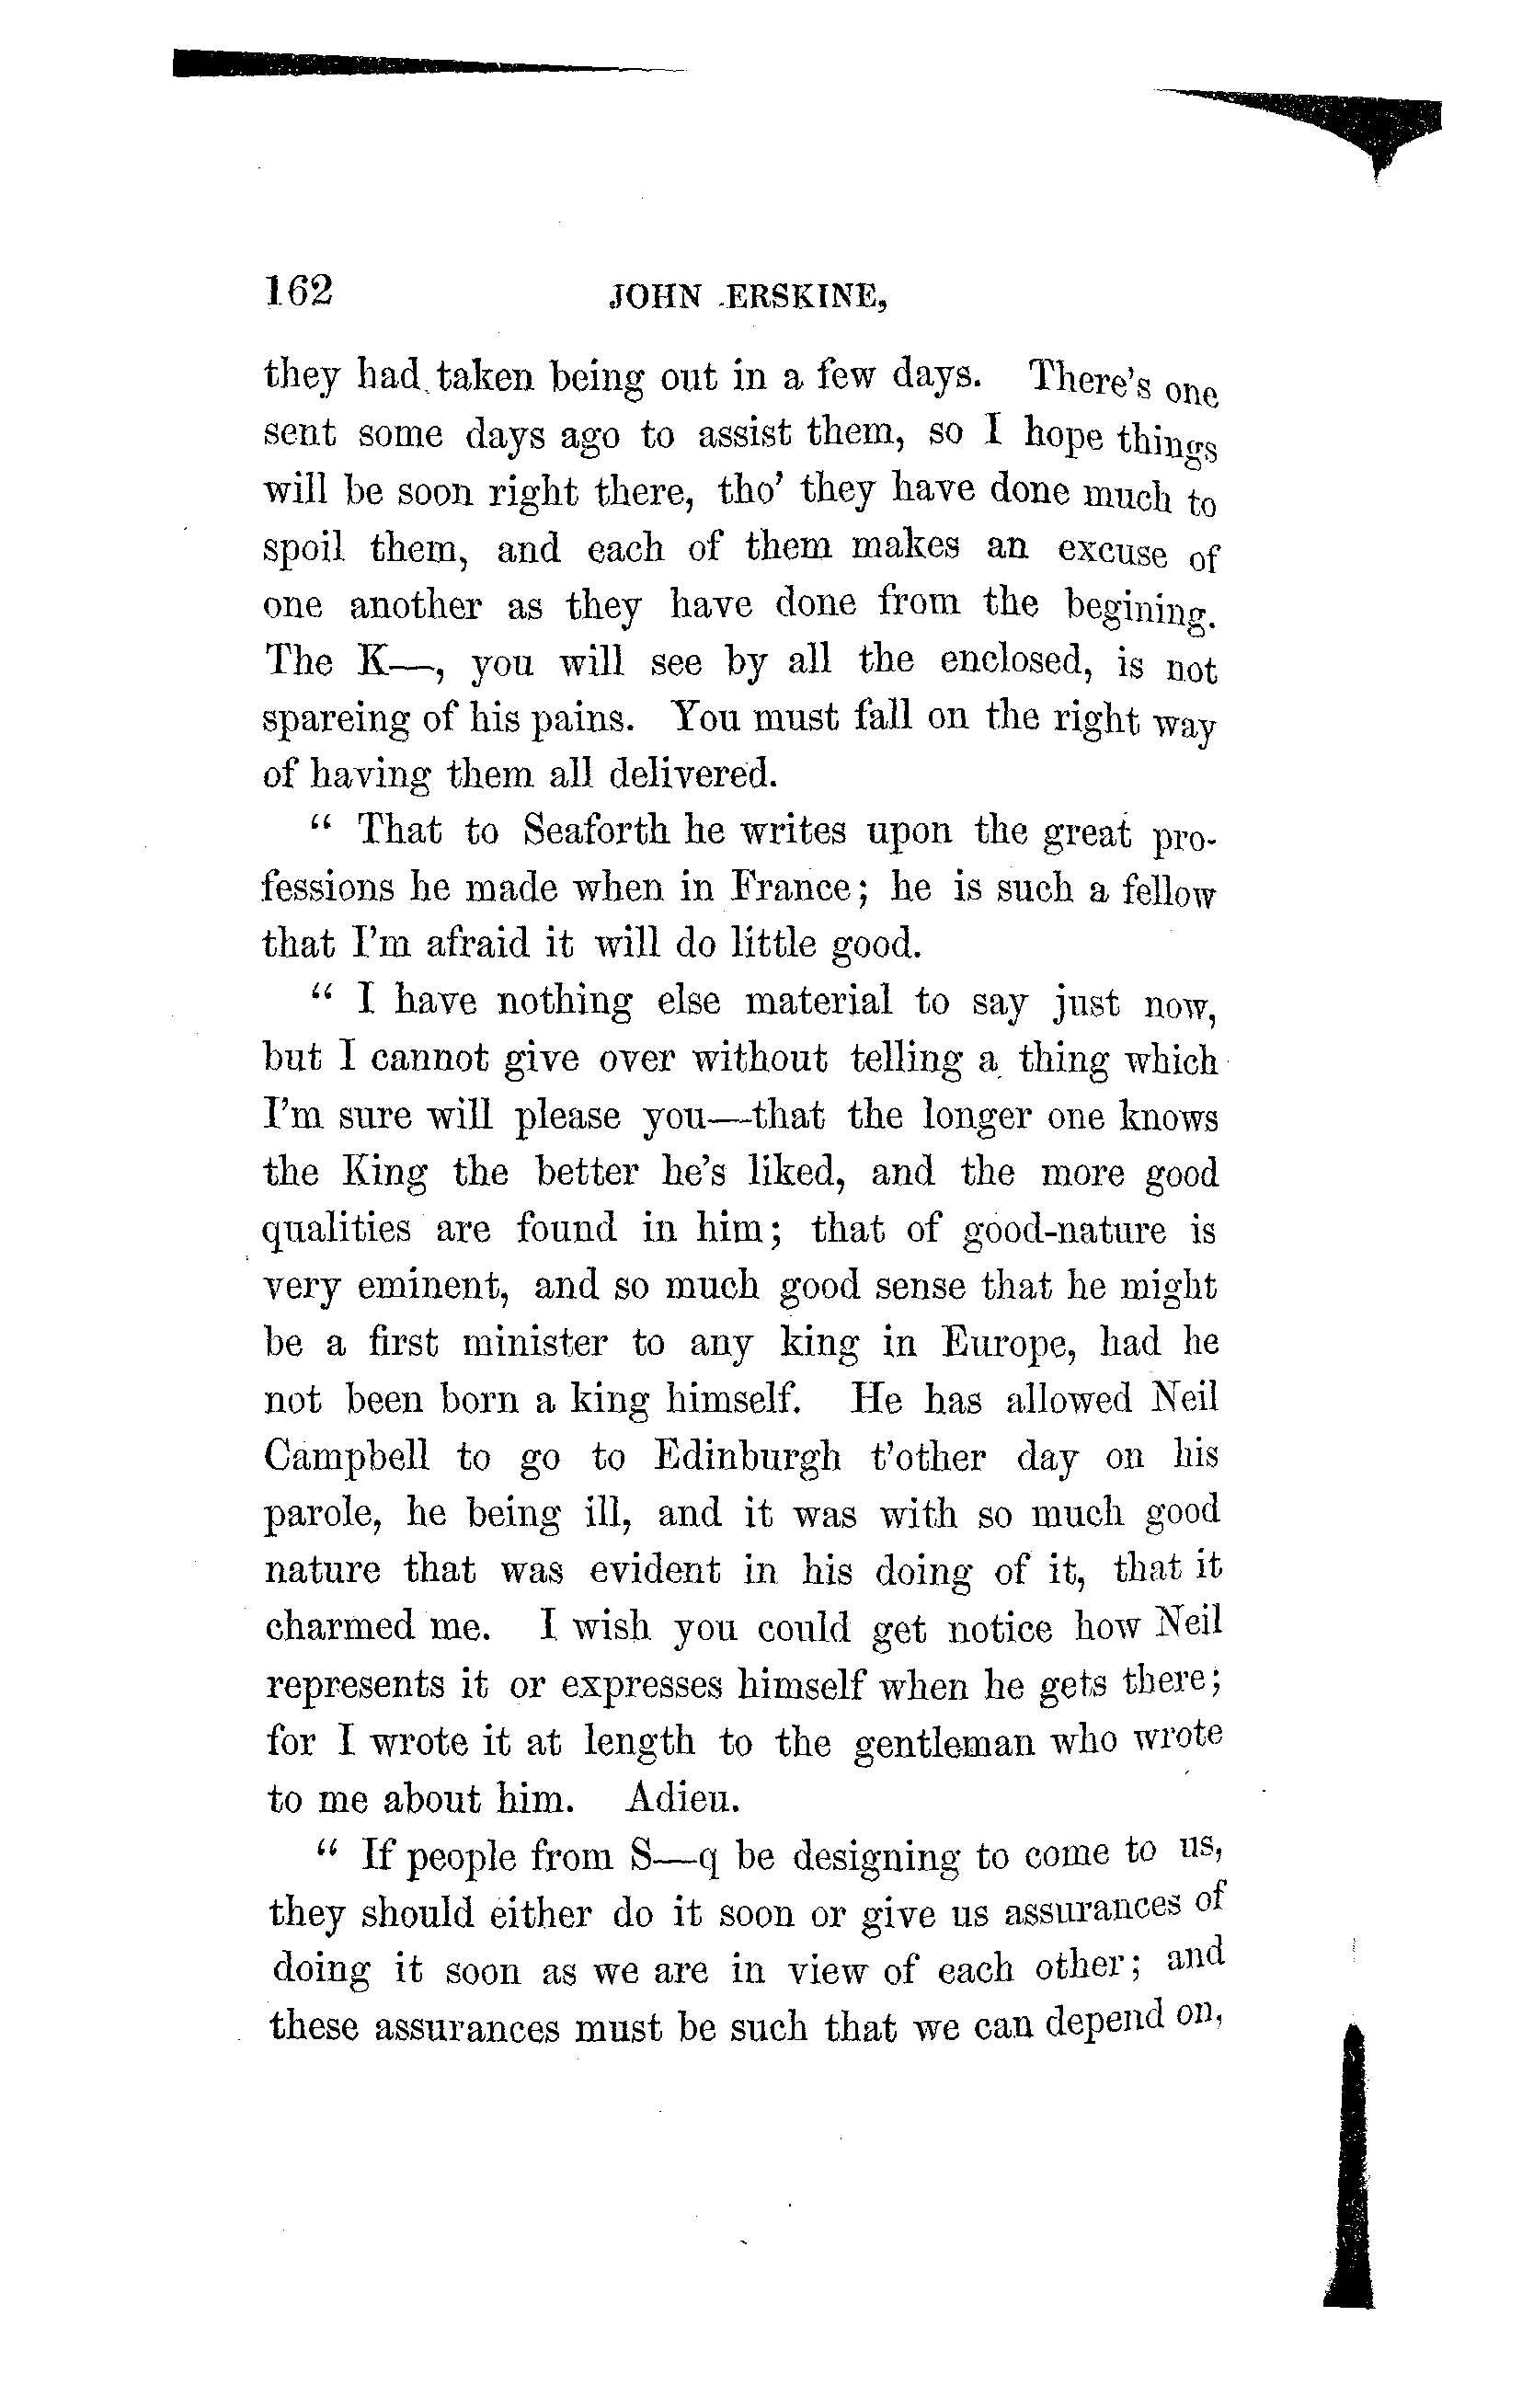 162 JOHN ERSKINE,
they had taken being out in a few days. There's one
sent some days ago to assist them, so I hope things
will be soon right there, tho' they have done much to
spoil them, and each of them makes an excuse of
one another as they have done from the begining.
The K—, you will see by all the enclosed, is not
spareing of his pains. You must fall on the right way
of having them all delivered.
“ That to Seaforth he writes upon the great pro-
fessions he made when in France; he is such a fellow
that I'm afraid it will do little good.
“ I have nothing else material to say just now,
but I cannot give over without telling a thing which
I'm sure will please you—that the longer one knows
the King the better he's liked, and the more good
qualities are found in him; that of good-nature is
very eminent, and so much good sense that he might
be a first minister to any king in Europe, had he
not been born a king himself. He has allowed Neil
Campbell to go to Edinburgh t'other day on his
parole, he being ill, and it was with so much good
nature that was evident in his doing of it, that it
charmed me. I wish you could get notice how Neil
represents it or expresses himself when he gets there;
for I wrote it at length to the gentleman who wrote
to me about him. Adieu.
“ If people from S—q be designing to come to us,
they should either do it soon or give us assurances of
doing it soon as we are in view of each other; and
these assurances must be such that we can depend on,